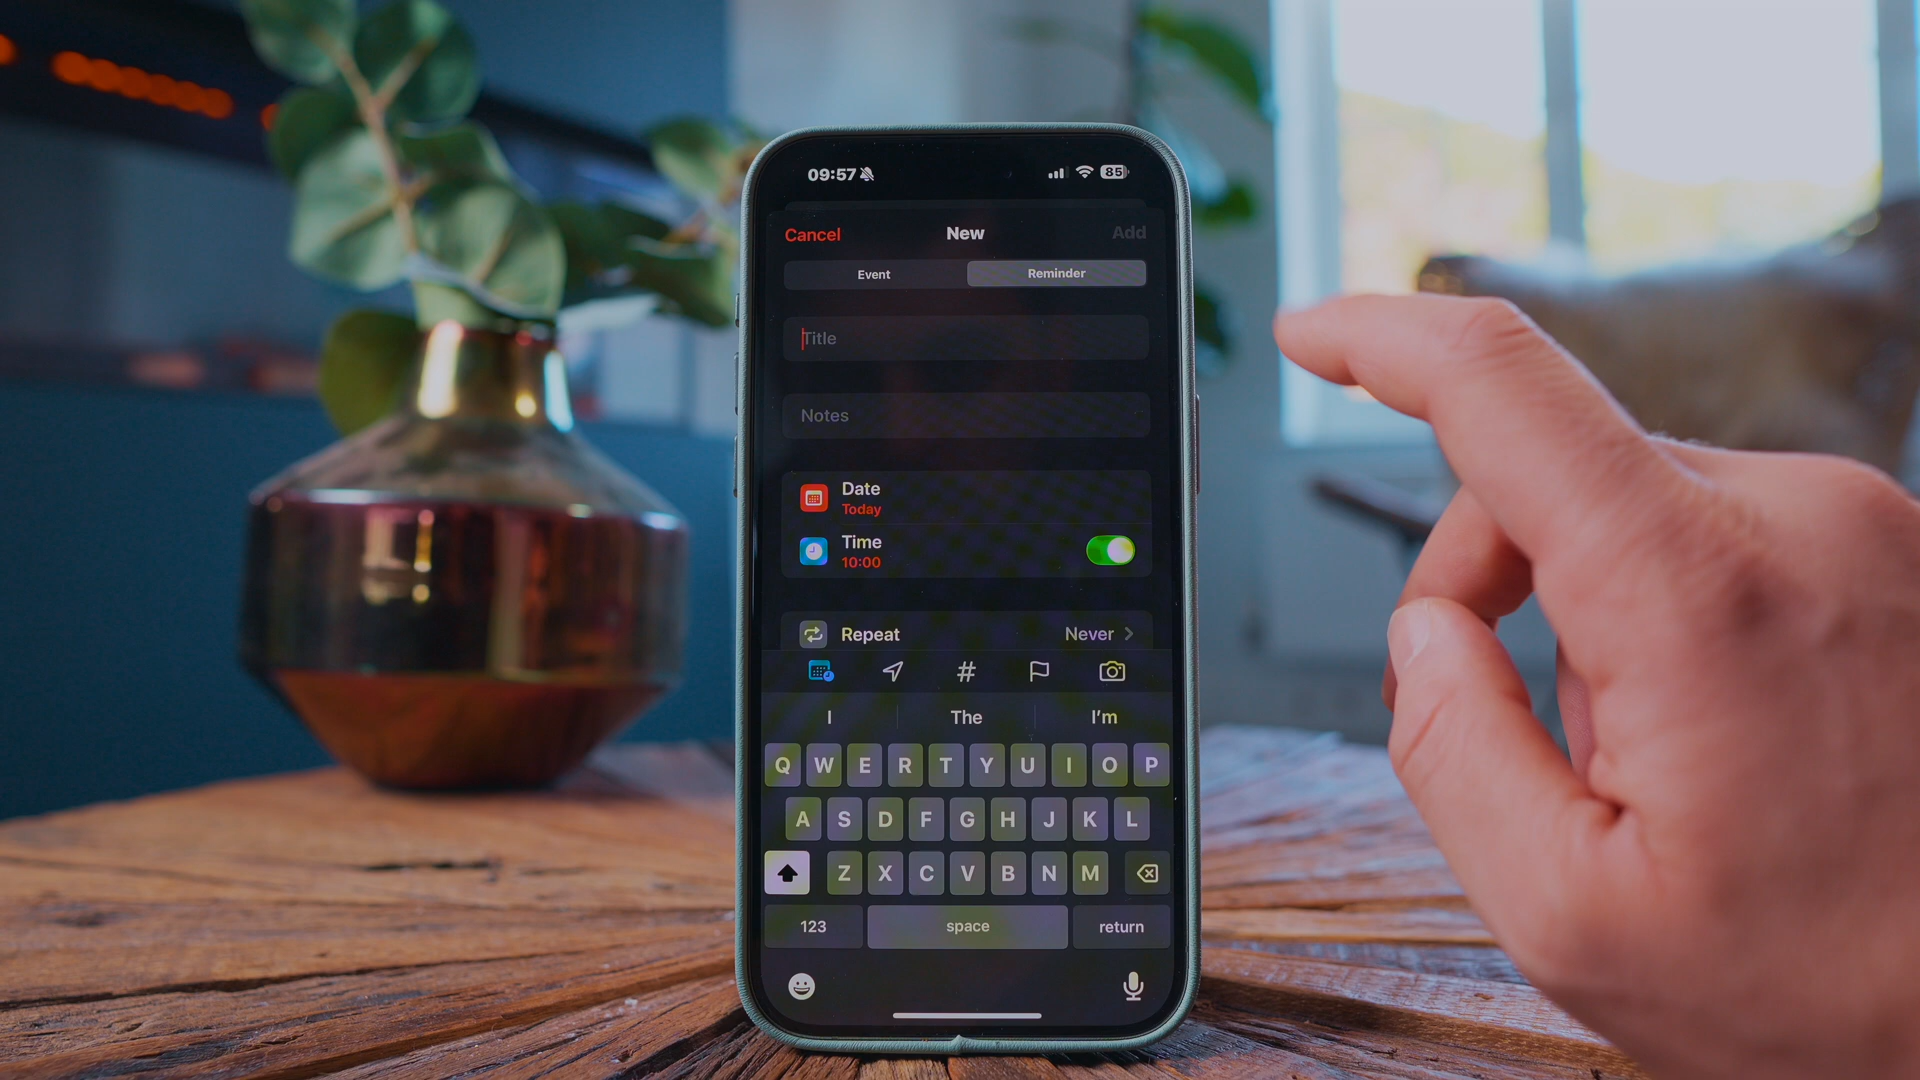 09:57
85
Cancel New Add
Event Reminder
Title
Notes
Date
Today
Time
10:00
Repeat Never
#
I The I'm
Q W E R T Y U I O P
A S D F G H J K L
Z X C V B N M
123 space return